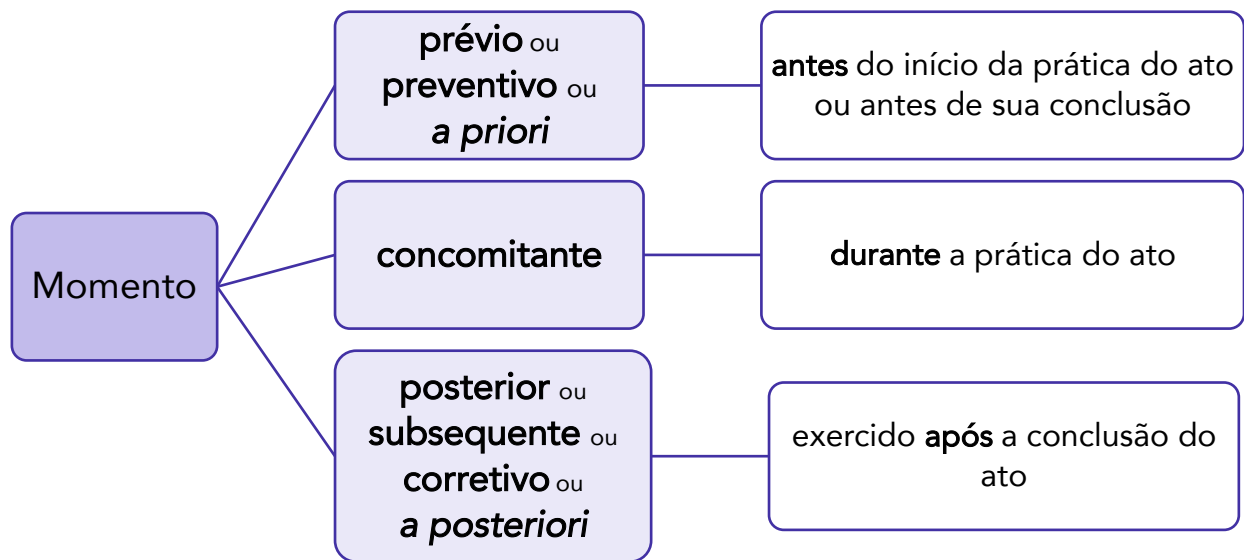 Momento
prévio ou
preventivo ou
a priori
antes do início da prática do ato
ou antes de sua conclusão
concomitante
durante a prática do ato
posterior ou
subsequente ou
corretivo ou
a posteriori
exercido após a conclusão do
ato